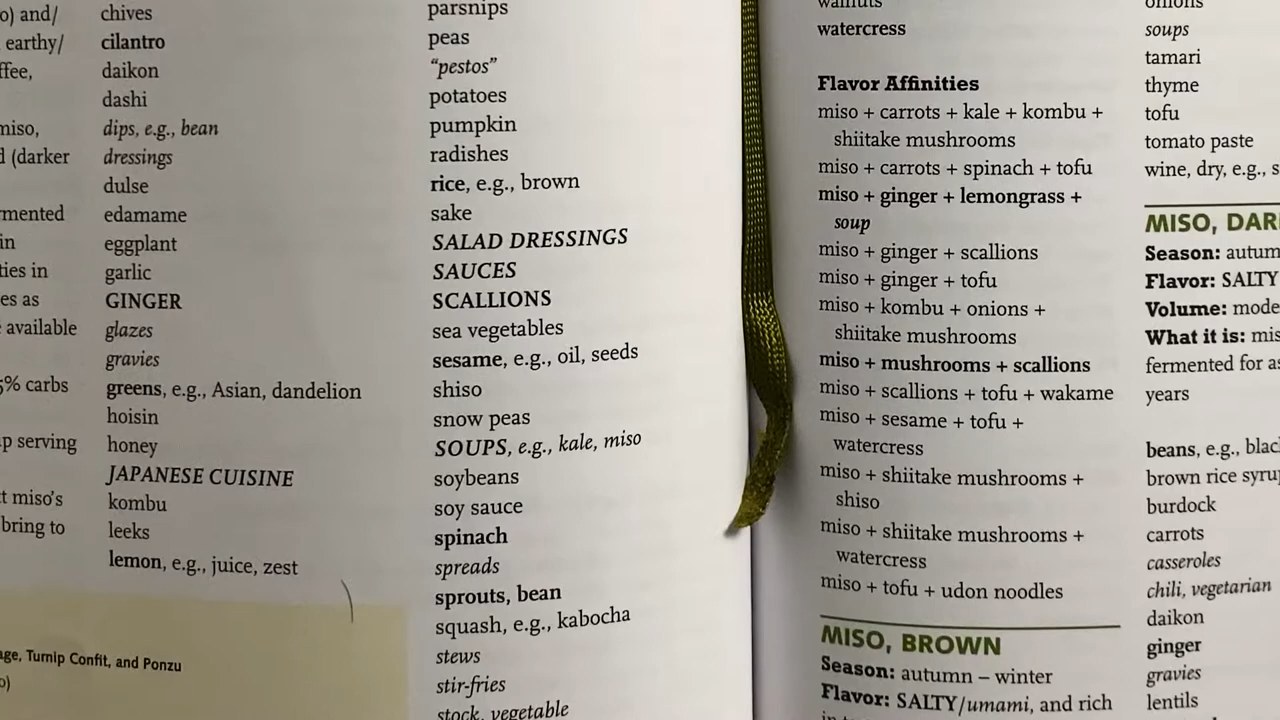 o) and/
earthy/
ffee,
miso,
d (darker
rmented
in
ties in
es as
available
5% carbs
p serving
t miso's
bring to
age, Turnip Confit, and Ponzu
o)
chives
cilantro
daikon
dashi
dips, e.g., bean
dressings
dulse
edamame
eggplant
garlic
GINGER
glazes
gravies
greens, e.g., Asian, dandelion
hoisin
honey
JAPANESE CUISINE
kombu
leeks
lemon, e.g., juice, zest
parsnips
peas
"pestos"
potatoes
pumpkin
radishes
rice, e.g., brown
sake
SALAD DRESSINGS
SAUCES
SCALLIONS
sea vegetables
sesame, e.g., oil, seeds
shiso
snow peas
SOUPS, e.g., kale, miso
soybeans
soy sauce
spinach
spreads
sprouts, bean
squash, e.g., kabocha
stews
stir-fries
stock, vegetable
walnuts
watercress
Flavor Affinities
miso + carrots + kale + kombu +
shiitake mushrooms
miso + carrots + spinach + tofu
miso + ginger + lemongrass +
soup
miso + ginger + scallions
miso + ginger + tofu
miso + kombu + onions +
shiitake mushrooms
miso + mushrooms + scallions
miso + scallions + tofu + wakame
miso + sesame + tofu +
watercress
miso + shiitake mushrooms +
shiso
miso + shiitake mushrooms +
watercress
miso + tofu + udon noodles
MISO, BROWN
Season: autumn – winter
Flavor: SALTY/umami, and rich
onions
soups
tamari
thyme
tofu
tomato paste
wine, dry, e.g., s
MISO, DAR
Season: autum
Flavor: SALTY
Volume: mode
What it is: mis
fermented for as
years
beans, e.g., blac
brown rice syru
burdock
carrots
casseroles
chili, vegetarian
daikon
ginger
gravies
lentils